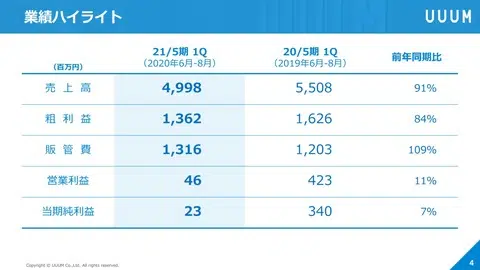 業績ハイライト
UUUM
(百万円)
21/5期 1Q
(2020年6月-8月)
20/5期 1Q
(2019年6月-8月)
前年同期比
売上高 4,998 5,508 91%
粗利益 1,362 1,626 84%
販管費 1,316 1,203 109%
営業利益 46 423 11%
当期純利益 23 340 7%
Copyright © UUUM Co.,Ltd. All rights reserved.
4